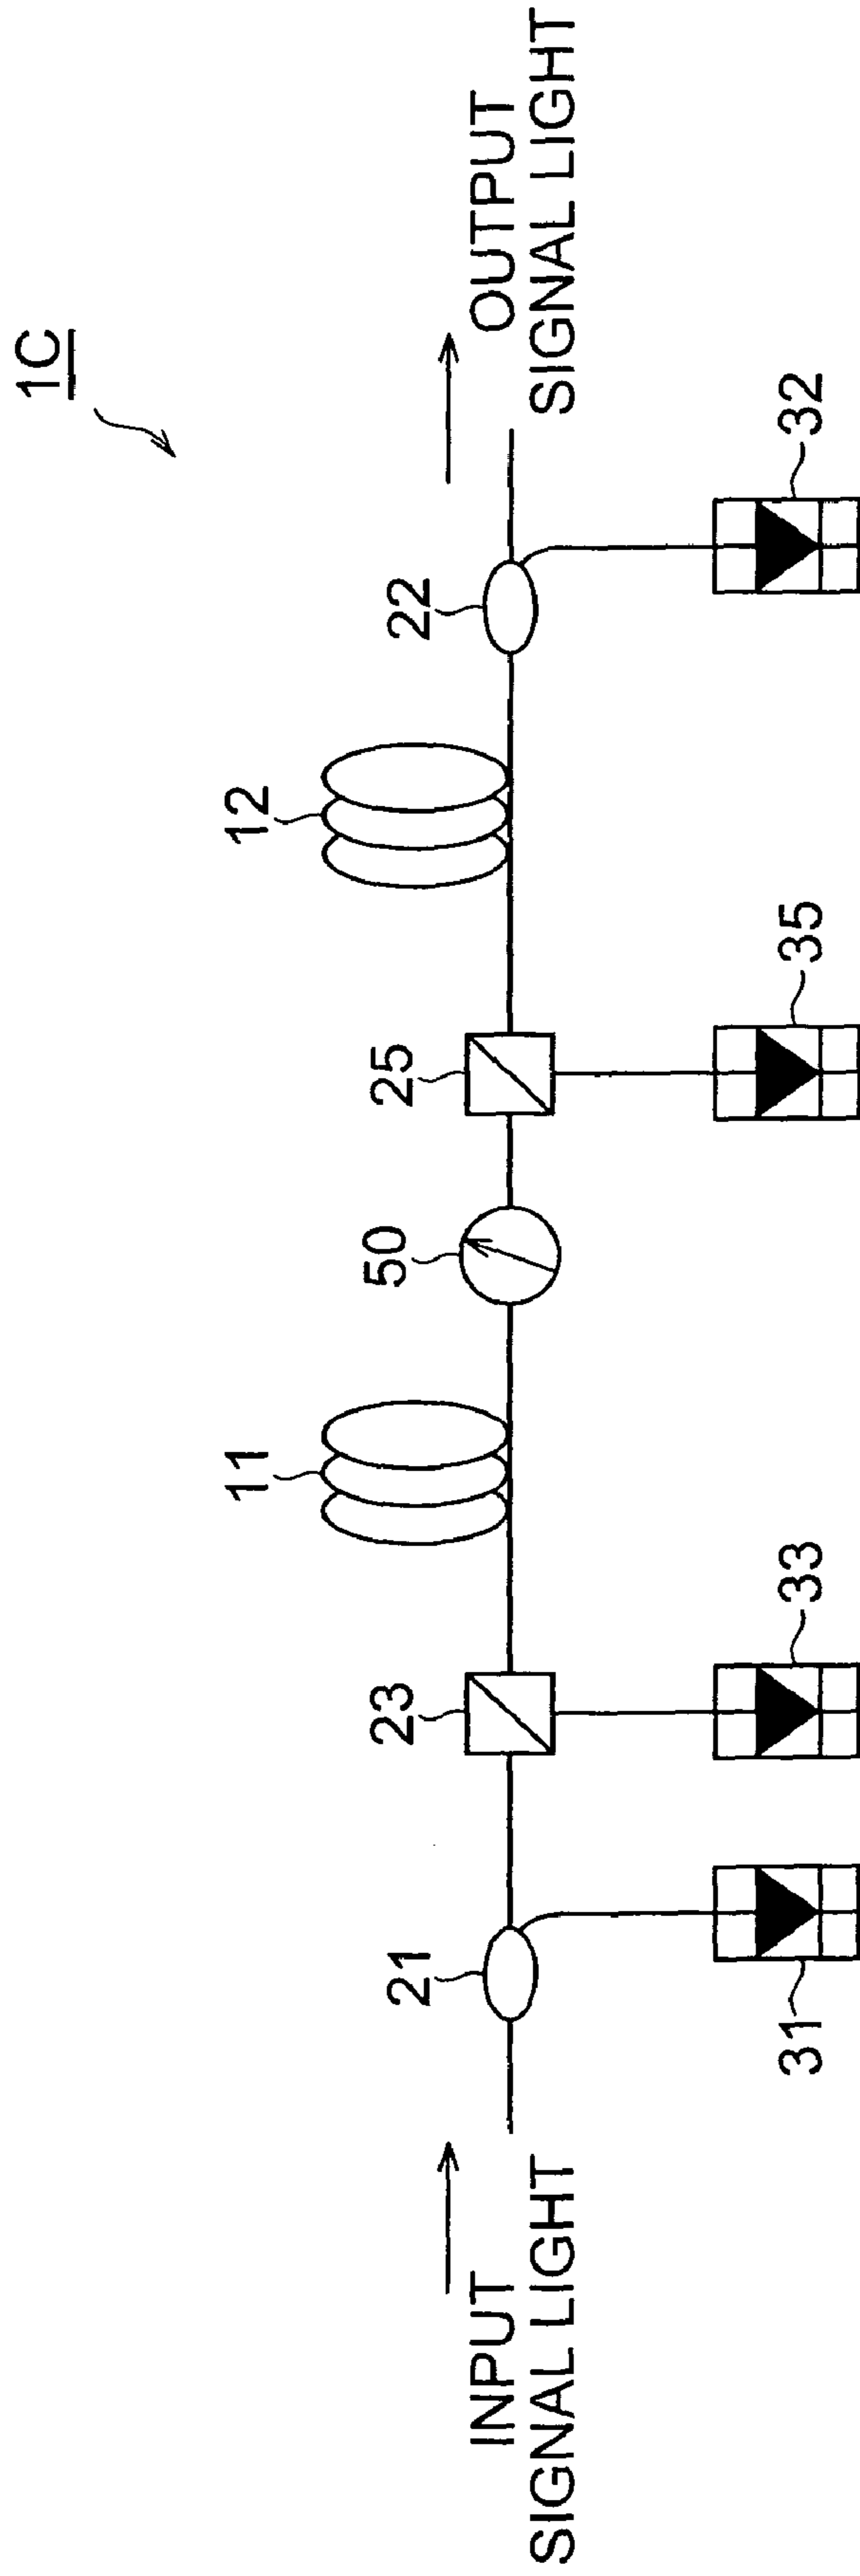 1C
INPUT
SIGNAL LIGHT
OUTPUT
SIGNAL LIGHT
11
12
21
23
50
25
22
31
33
35
32